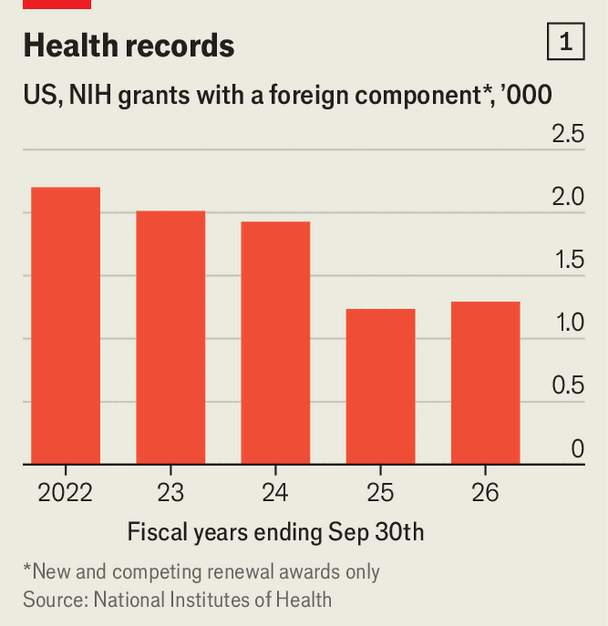 Health records
1
US, NIH grants with a foreign component*, ’000
2.5
2.0
1.5
1.0
0.5
0
2022 23 24 25 26
Fiscal years ending Sep 30th
*New and competing renewal awards only
Source: National Institutes of Health